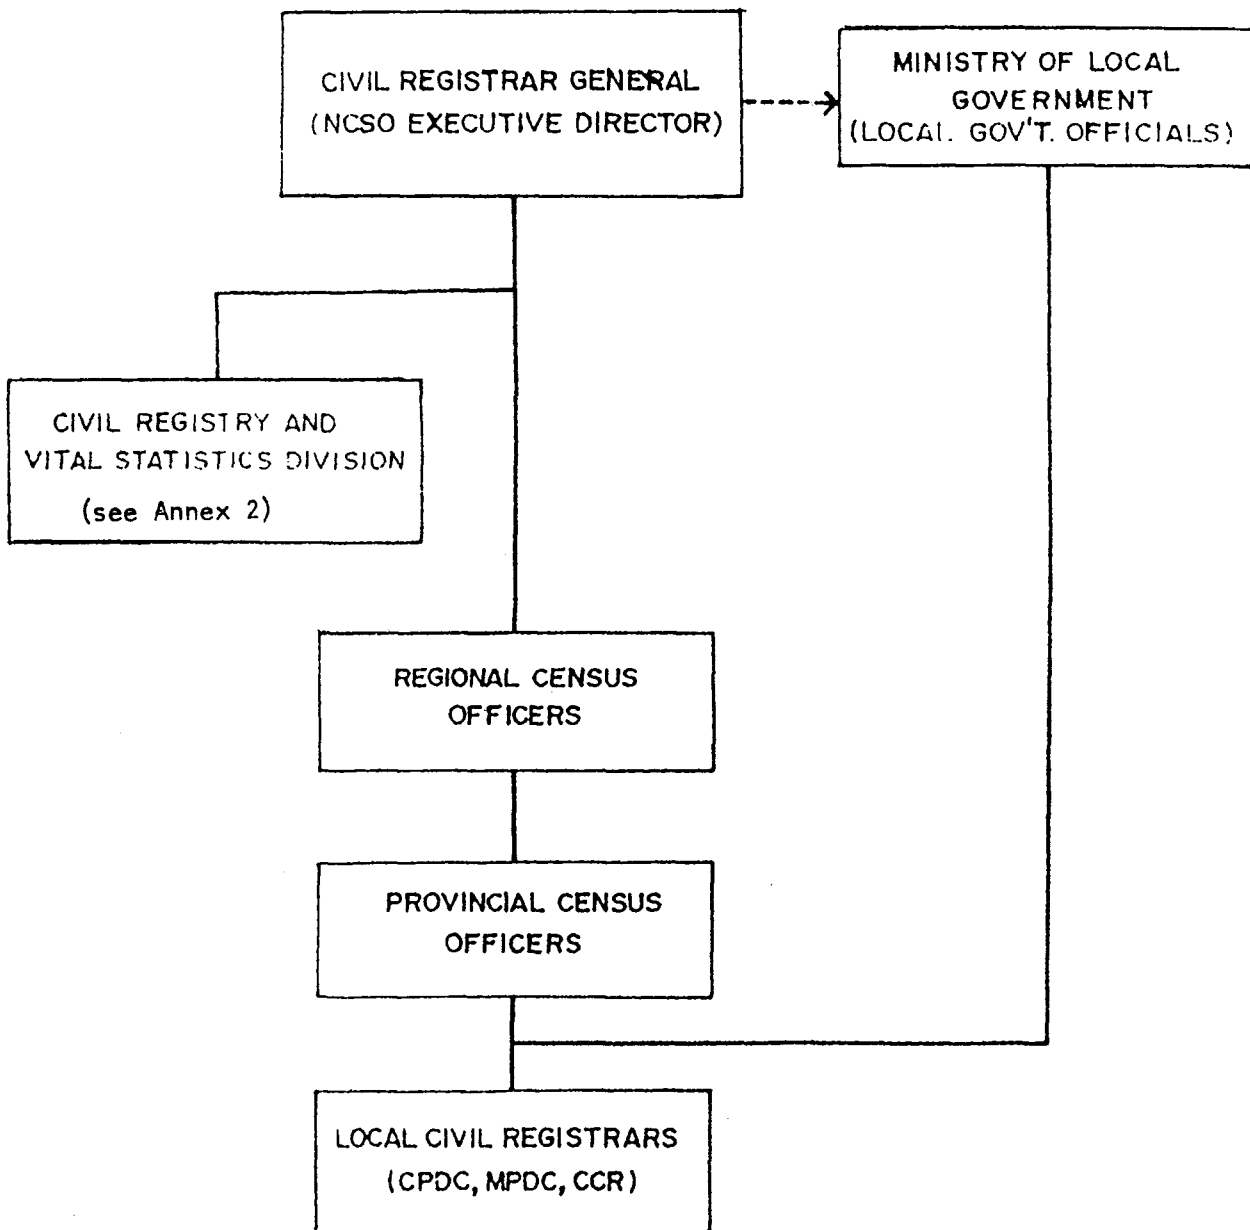 CIVIL REGISTRAR GENERAL
(NCSO EXECUTIVE DIRECTOR)
MINISTRY OF LOCAL
GOVERNMENT
(LOCAL. GOV'T. OFFICIALS)
CIVIL REGISTRY AND
VITAL STATISTICS DIVISION
(see Annex 2)
REGIONAL CENSUS
OFFICERS
PROVINCIAL CENSUS
OFFICERS
LOCAL CIVIL REGISTRARS
(CPDC, MPDC, CCR)